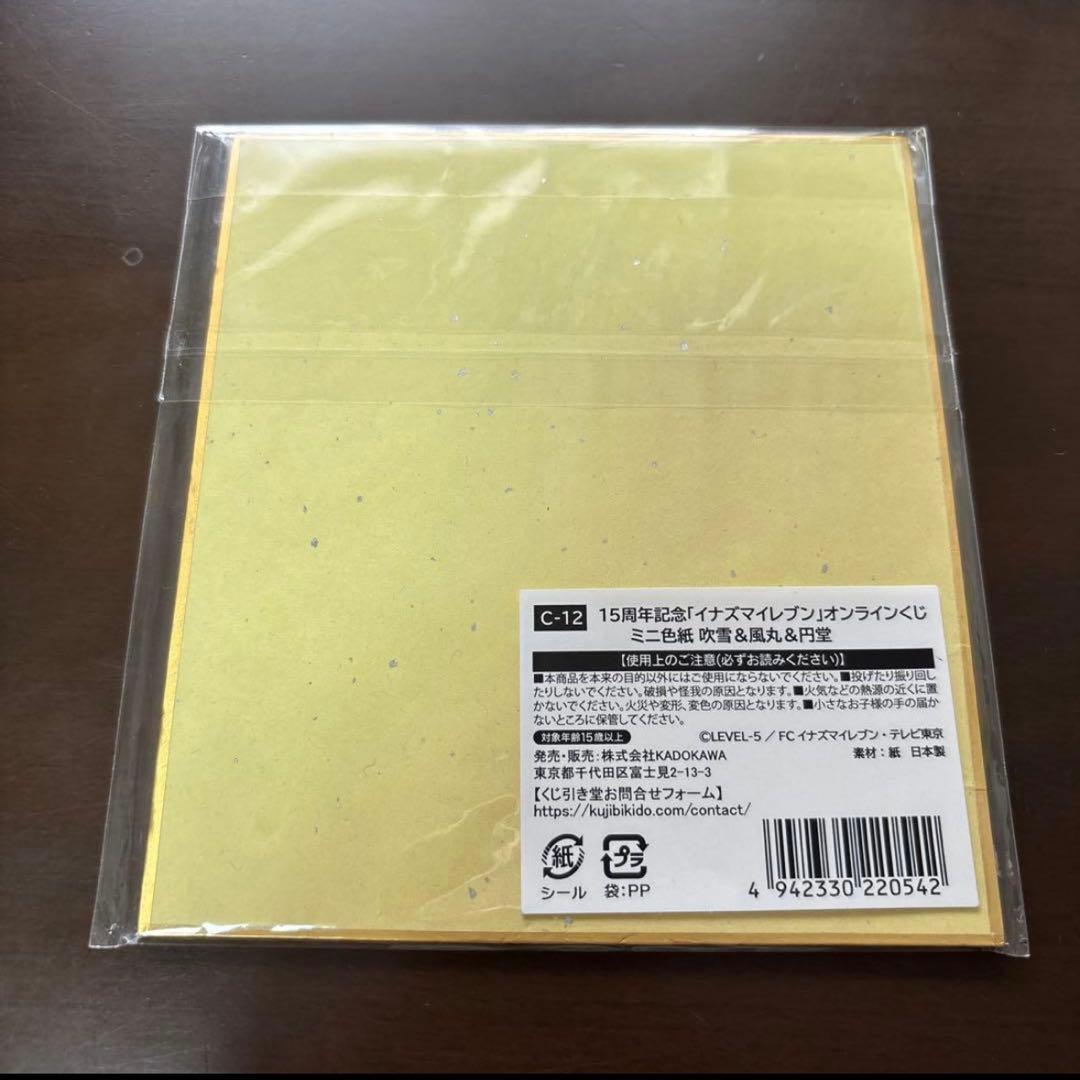 C-12 15周年記念「イナズマイレブン」オンラインくじ
ミニ色紙 吹雪&風丸&円堂
【使用上のご注意(必ずお読みください)】
■本商品を本来の目的以外にはご使用にならないでください。■投げたり振り回し
たりしないでください。破損や怪我の原因となります。■火気などの熱源の近くに置
かないでください。火災や変形、変色の原因となります。■小さなお子様の手の届か
ないところに保管してください。
対象年齢15歳以上 ©LEVEL-5/FC イナズマイレブン・テレビ東京
発売・販売:株式会社KADOKAWA 素材:紙 日本製
東京都千代田区富士見2-13-3
【くじ引き堂お問合せフォーム】
https://kujibikido.com/contact/
紙 プラ
シール 袋:PP
4 942330 220542